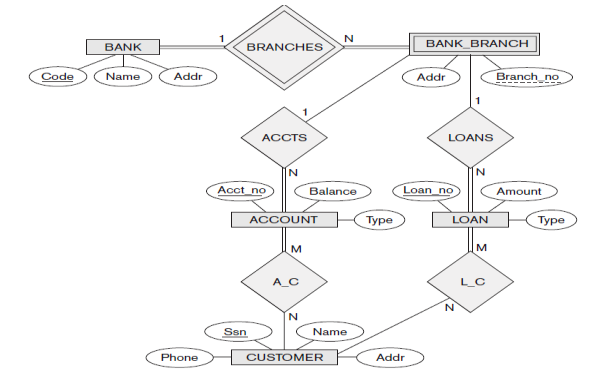 1 N
BANK BRANCHES BANK_BRANCH
Code Name Addr Addr Branch_no
1 1
ACCTS LOANS
N N
Acct_no Balance Loan_no Amount
ACCOUNT Type LOAN Type
M M
A_C L_C
N N
Ssn Name
Phone CUSTOMER Addr